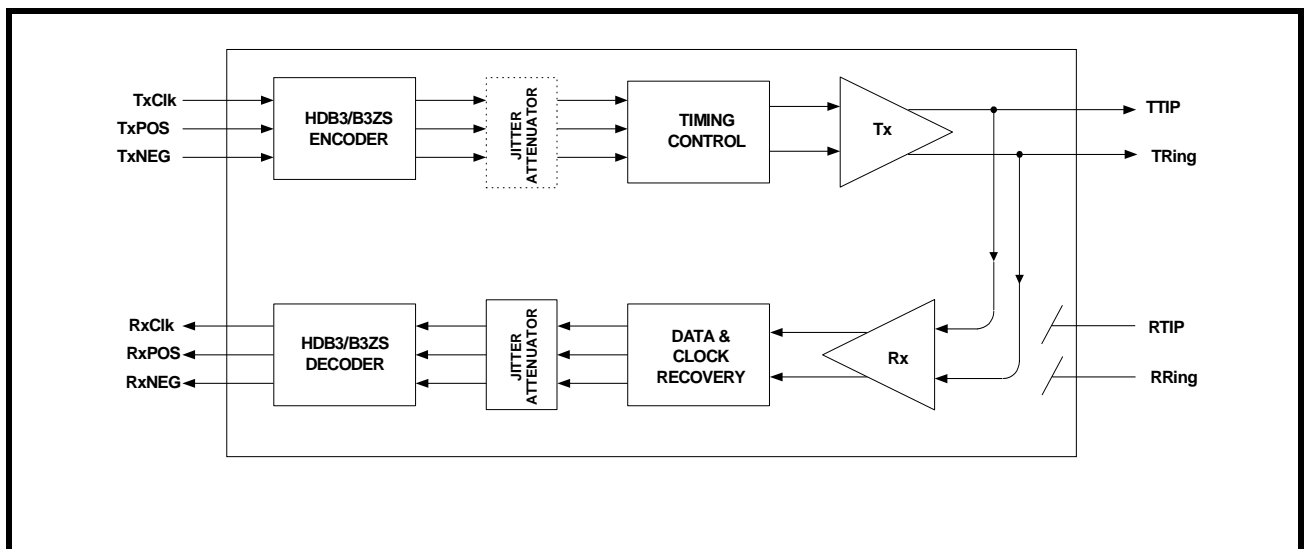 TxClk
TxPOS
TxNEG
HDB3/B3ZS
ENCODER
JITTER
ATTENUATOR
TIMING
CONTROL
Tx
TTIP
TRing
RxClk
RxPOS
RxNEG
HDB3/B3ZS
DECODER
JITTER
ATTENUATOR
DATA &
CLOCK
RECOVERY
Rx
RTIP
RRing